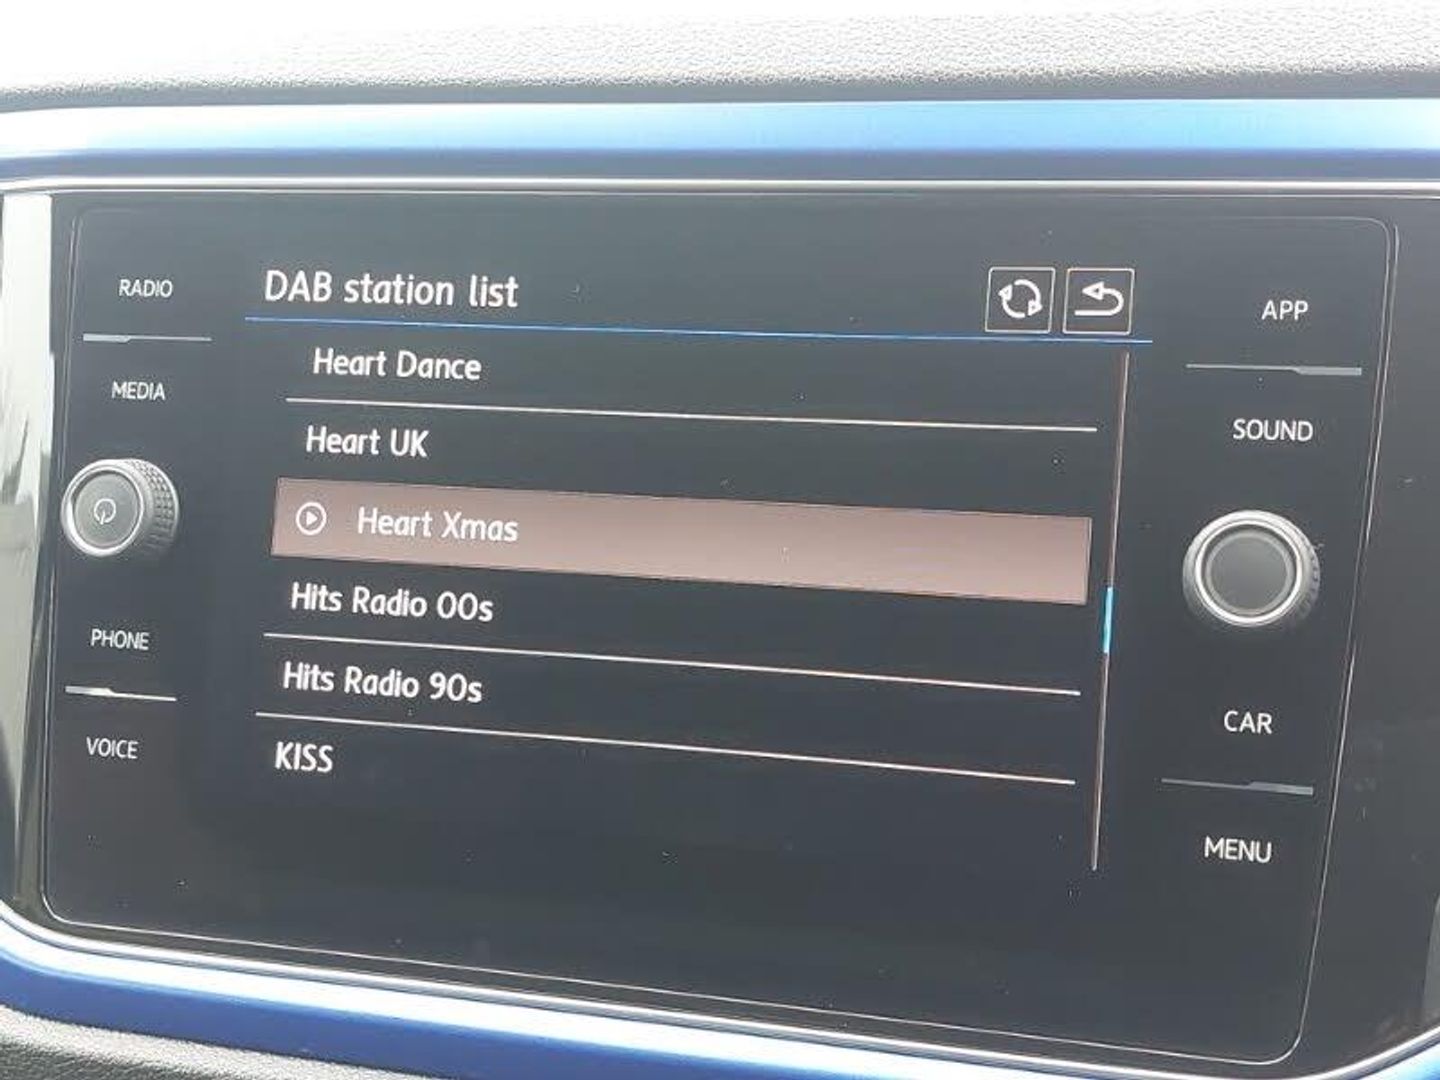 RADIO
MEDIA
PHONE
VOICE
DAB station list
Heart Dance
Heart UK
Heart Xmas
Hits Radio 00s
Hits Radio 90s
KISS
APP
SOUND
CAR
MENU